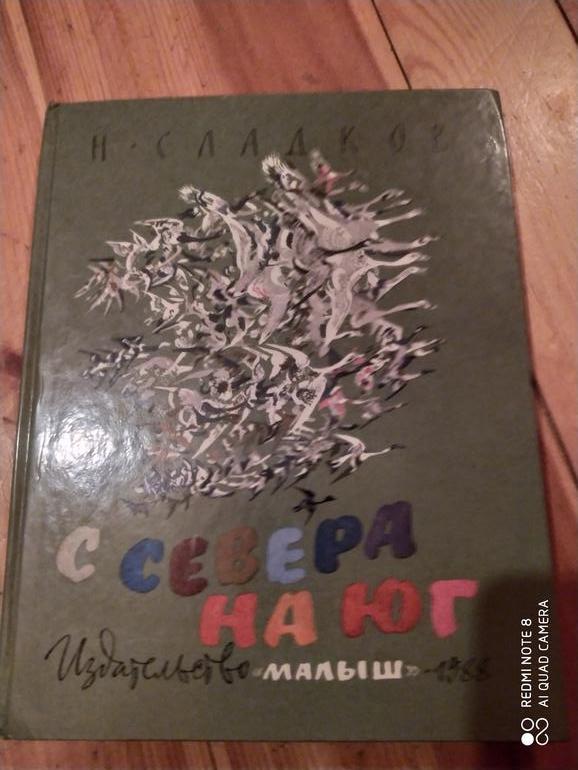 Н. СЛАДКОВ
С СЕВЕРА
НА ЮГ
Издательство «МАЛЫШ» - 1988
REDMI NOTE 8
AI QUAD CAMERA